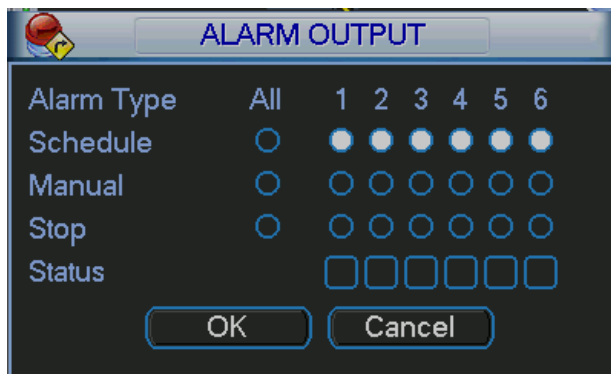 ALARM OUTPUT
Alarm Type All 1 2 3 4 5 6
Schedule
Manual
Stop
Status
OK Cancel